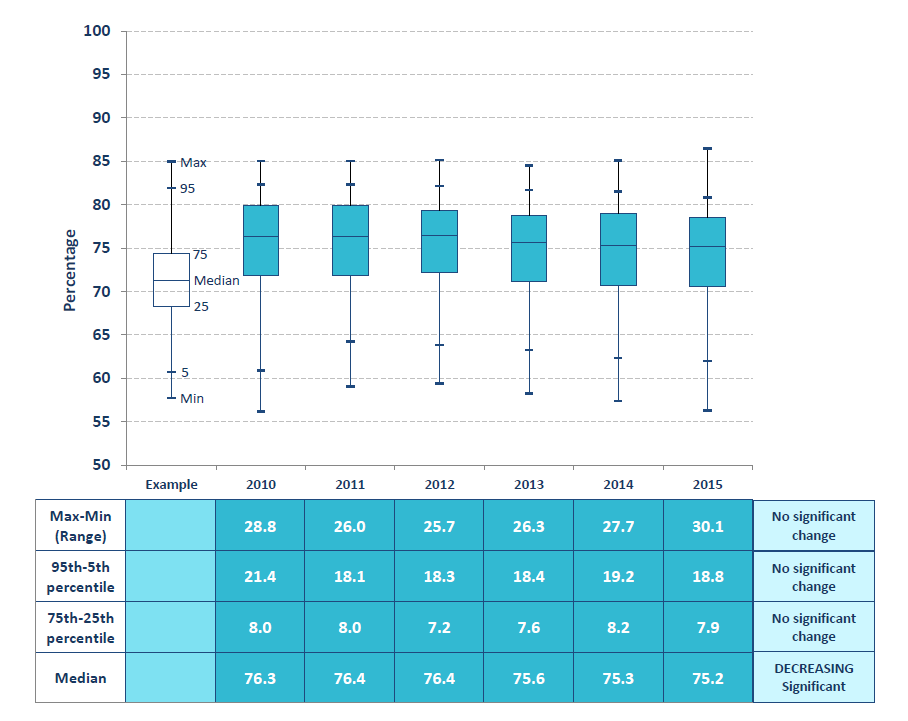 100
95
90
85
80
75
70
65
60
55
50
Percentage
Max
95
75
Median
25
5
Min
Example 2010 2011 2012 2013 2014 2015
Max-Min
(Range)
28.8 26.0 25.7 26.3 27.7 30.1
No significant
change
95th-5th
percentile
21.4 18.1 18.3 18.4 19.2 18.8
No significant
change
75th-25th
percentile
8.0 8.0 7.2 7.6 8.2 7.9
No significant
change
Median 76.3 76.4 76.4 75.6 75.3 75.2
DECREASING
Significant